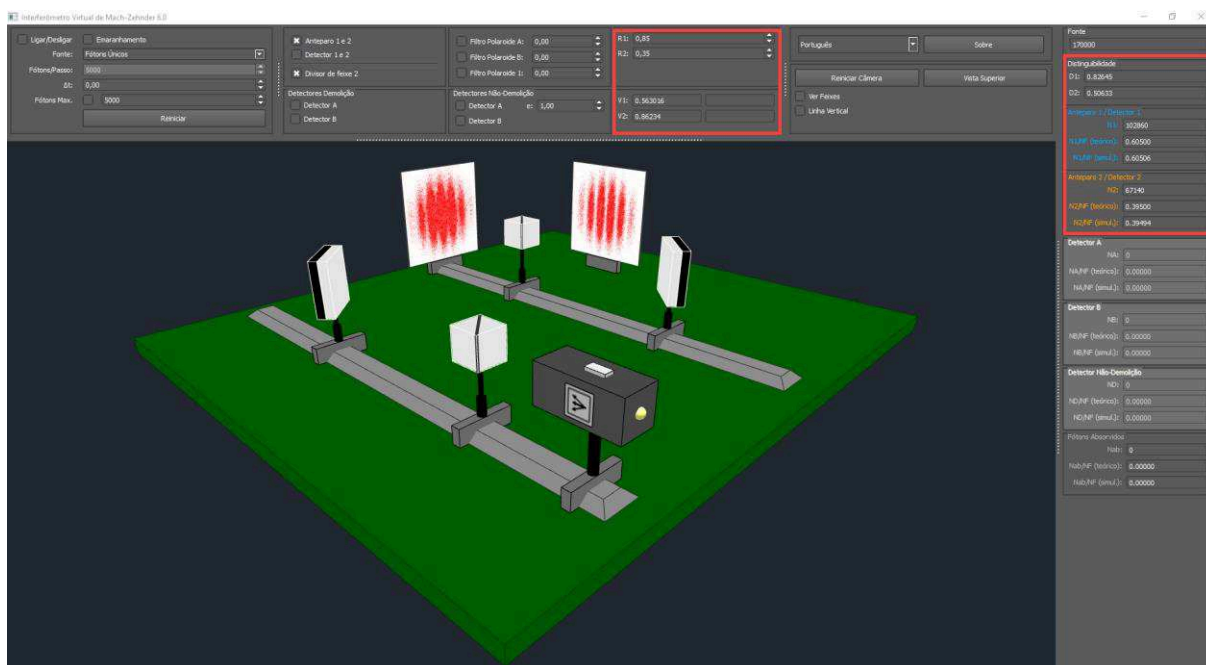 Interferômetro Virtual de Mach-Zehnder 6.0
Ligar/Desligar
Emaranhamento
Fonte:
Fótons Únicos
Fótons/Passo:
5000
Δt:
0,00
Fótons Max.
5000
Reiniciar
Anteparo 1 e 2
Detector 1 e 2
Divisor de feixe 2
Detectores Demolição
Detector A
Detector B
Filtro Polaroide A:
0,00
Filtro Polaroide B:
0,00
Filtro Polaroide 1:
0,00
Detectores Não-Demolição
Detector A
e:
1,00
Detector B
R1:
0,85
R2:
0,35
V1:
0.563016
V2:
0.86234
Português
Sobre
Reiniciar Câmera
Vista Superior
Ver Feixes
Linha Vertical
Fonte
170000
Distinguibilidade
D1: 0.82645
D2: 0.50633
Anteparo 1 / Detector 1
N1: 102860
N1/NF (teórico): 0.60500
N1/NF (simul.): 0.60506
Anteparo 2 / Detector 2
N2: 67140
N2/NF (teórico): 0.39500
N2/NF (simul.): 0.39494
Detector A
NA: 0
NA/NF (teórico): 0.00000
NA/NF (simul.): 0.00000
Detector B
NB: 0
NB/NF (teórico): 0.00000
NB/NF (simul.): 0.00000
Detector Não-Demolição
ND: 0
ND/NF (teórico): 0.00000
ND/NF (simul.): 0.00000
Fótons Absorvidos
Nab: 0
Nab/NF (teórico): 0.00000
Nab/NF (simul.): 0.00000